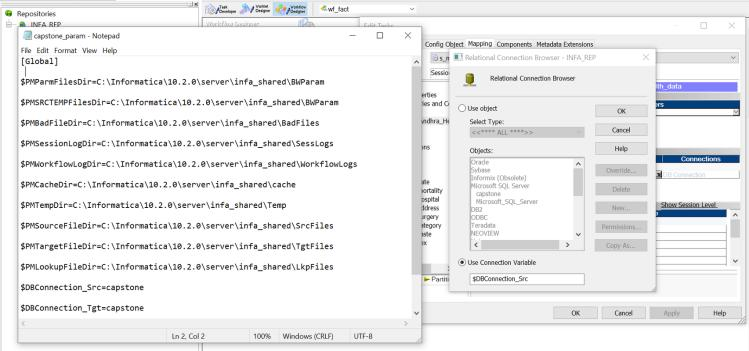 Repositories
INFA_REP
Task
Developer
Workflow
Designer
wf_fact
Workflow Designer
Edit Tasks
capstone_param - Notepad
File Edit Format View Help
[Global]
$PMParmFilesDir=C:\Informatica\10.2.0\server\infa_shared\BWParam
$PMSRCTEMPfilesDir=C:\Informatica\10.2.0\server\infa_shared\BWParam
$PMBadFileDir=C:\Informatica\10.2.0\server\infa_shared\BadFiles
$PMSessionLogDir=C:\Informatica\10.2.0\server\infa_shared\SessLogs
$PMWorkflowLogDir=C:\Informatica\10.2.0\server\infa_shared\WorkflowLogs
$PMCacheDir=C:\Informatica\10.2.0\server\infa_shared\cache
$PMTempDir=C:\Informatica\10.2.0\server\infa_shared\Temp
$PMSourceFileDir=C:\Informatica\10.2.0\server\infa_shared\SrcFiles
$PMTargetFileDir=C:\Informatica\10.2.0\server\infa_shared\TgtFiles
$PMLookupFileDir=C:\Informatica\10.2.0\server\infa_shared\LkpFiles
$DBConnection_Src=capstone
$DBConnection_Tgt=capstone
Ln 2, Col 2 100% Windows (CRLF) UTF-8
Config Object Mapping Components Metadata Extensions
Relational Connection Browser - INFA_REP
Relational Connection Browser
Use object
Select Type:
<<**** ALL ****>>
Objects:
Oracle
Sybase
Informix (Obsolete)
Microsoft SQL Server
capstone
Microsoft_SQL_Server
DB2
ODBC
Teradata
NEOVIEW
Use Connection Variable
$DBConnection_Src
OK
Cancel
Help
Override...
Delete
New...
Permissions...
Copy-As...
Connections
DB Connection
Show Session Level
OK Cancel Apply Help